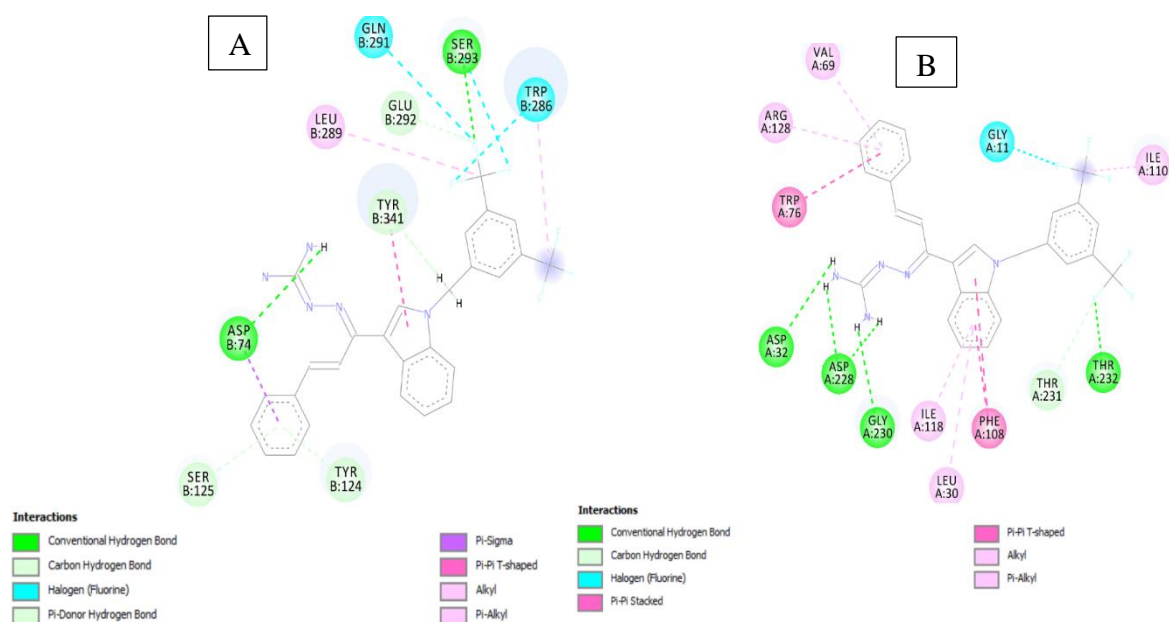 A
GLN
B:291
SER
B:293
TRP
B:286
GLU
B:292
LEU
B:289
TYR
B:341
ASP
B:74
SER
B:125
TYR
B:124
H
H
H
N
N
N
N
N
Interactions
Conventional Hydrogen Bond
Carbon Hydrogen Bond
Halogen (Fluorine)
Pi-Donor Hydrogen Bond
Pi-Sigma
Pi-Pi T-shaped
Alkyl
Pi-Alkyl
B
VAL
A:69
ARG
A:128
TRP
A:76
GLY
A:11
ILE
A:110
ASP
A:32
ASP
A:228
GLY
A:230
ILE
A:118
PHE
A:108
LEU
A:30
THR
A:231
THR
A:232
H
H
H
H
N
N
N
N
N
Interactions
Conventional Hydrogen Bond
Carbon Hydrogen Bond
Halogen (Fluorine)
Pi-Pi Stacked
Pi-Pi T-shaped
Alkyl
Pi-Alkyl